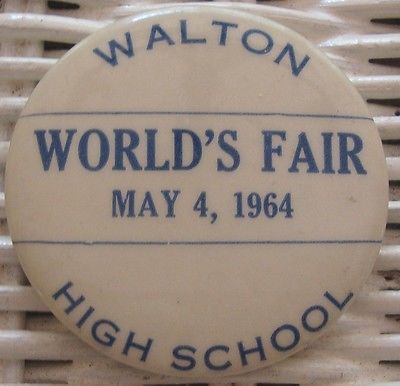 WALTON
WORLD'S FAIR
MAY 4, 1964
HIGH SCHOOL